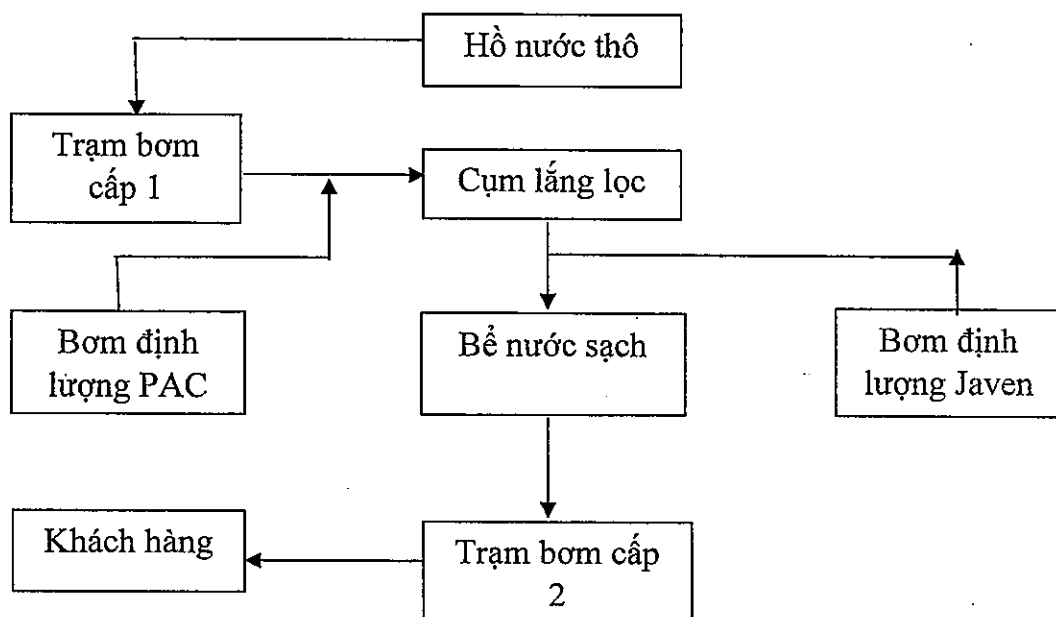 Hồ nước thô
Trạm bơm
cấp 1
Cụm lắng lọc
Bơm định
lượng PAC
Bể nước sạch
Bơm định
lượng Javen
Khách hàng
Trạm bơm cấp
2